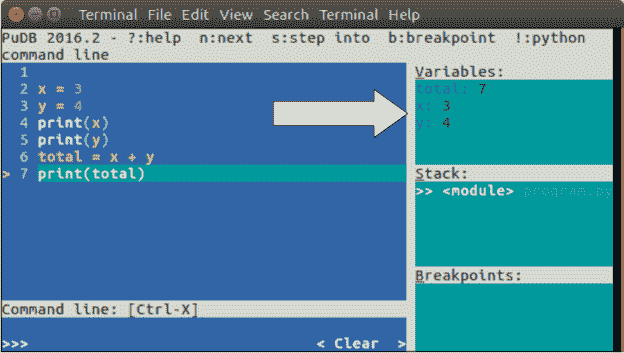 Terminal File Edit View Search Terminal Help
PuDB 2016.2 - ?:help n:next s:step into b:breakpoint !:python
command line
1
2 x = 3
3 y = 4
4 print(x)
5 print(y)
6 total = x + y
> 7 print(total)
Command line: [Ctrl-X]
>>> < Clear >
Variables:
total: 7
x: 3
y: 4
Stack:
>> <module> program.py
Breakpoints: